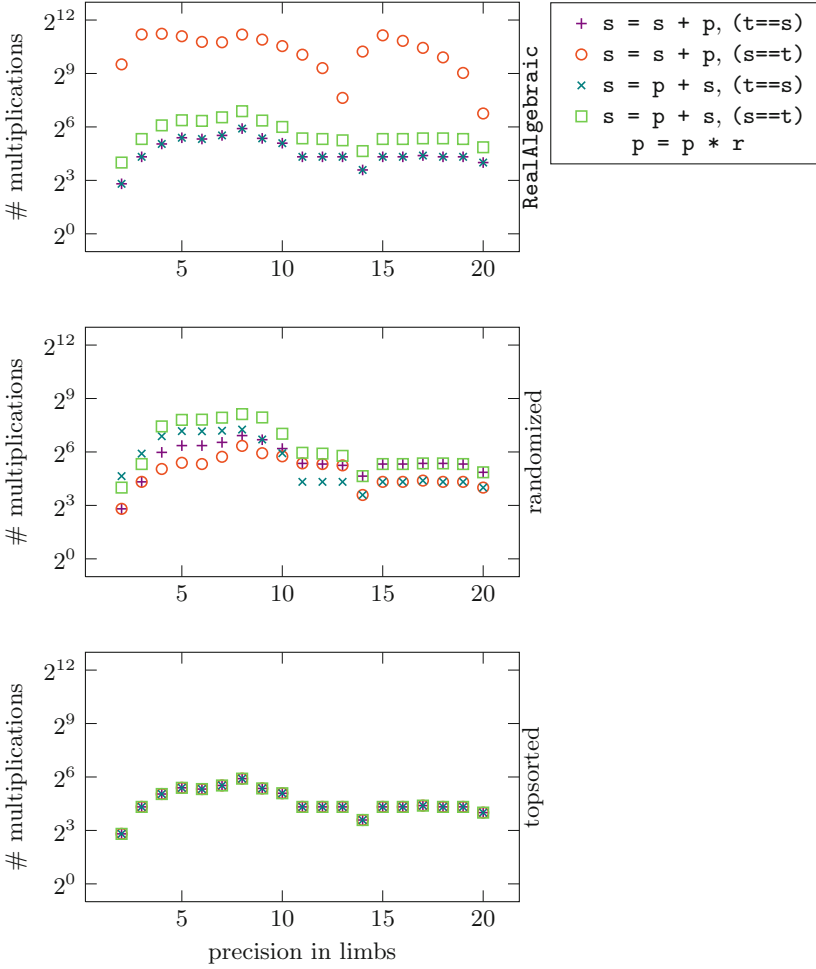 2^12
2^9
2^6
2^3
2^0
# multiplications
5 10 15 20
RealAlgebraic
s = s + p, (t==s)
s = s + p, (s==t)
s = p + s, (t==s)
s = p + s, (s==t)
p = p * r
2^12
2^9
2^6
2^3
2^0
# multiplications
5 10 15 20
randomized
2^12
2^9
2^6
2^3
2^0
# multiplications
5 10 15 20
topsorted
precision in limbs